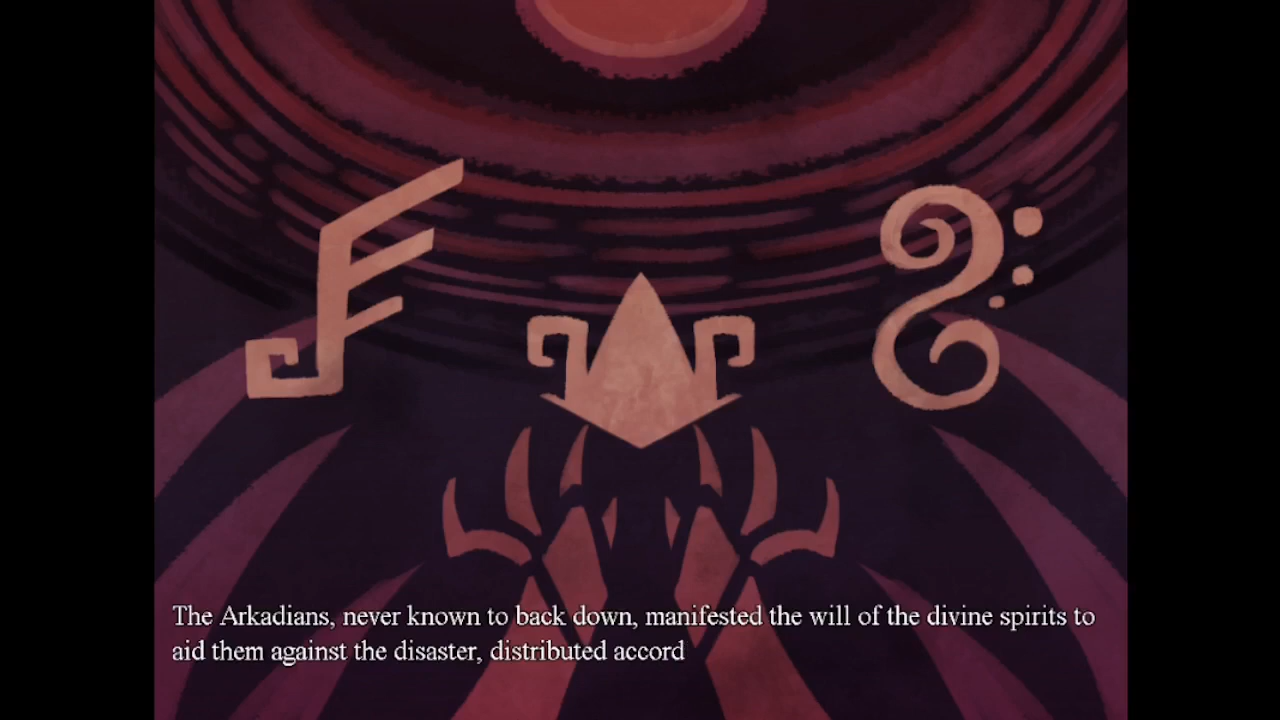 The Arkadians, never known to back down, manifested the will of the divine spirits to
aid them against the disaster, distributed accord